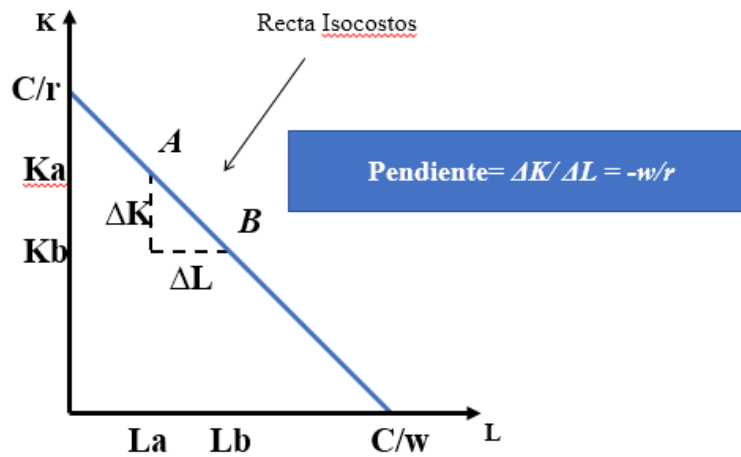 K
Recta Isocostos
C/r
A
Ka
Pendiente= ΔK/ ΔL = -w/r
ΔK
B
Kb
ΔL
La
Lb
C/w
L